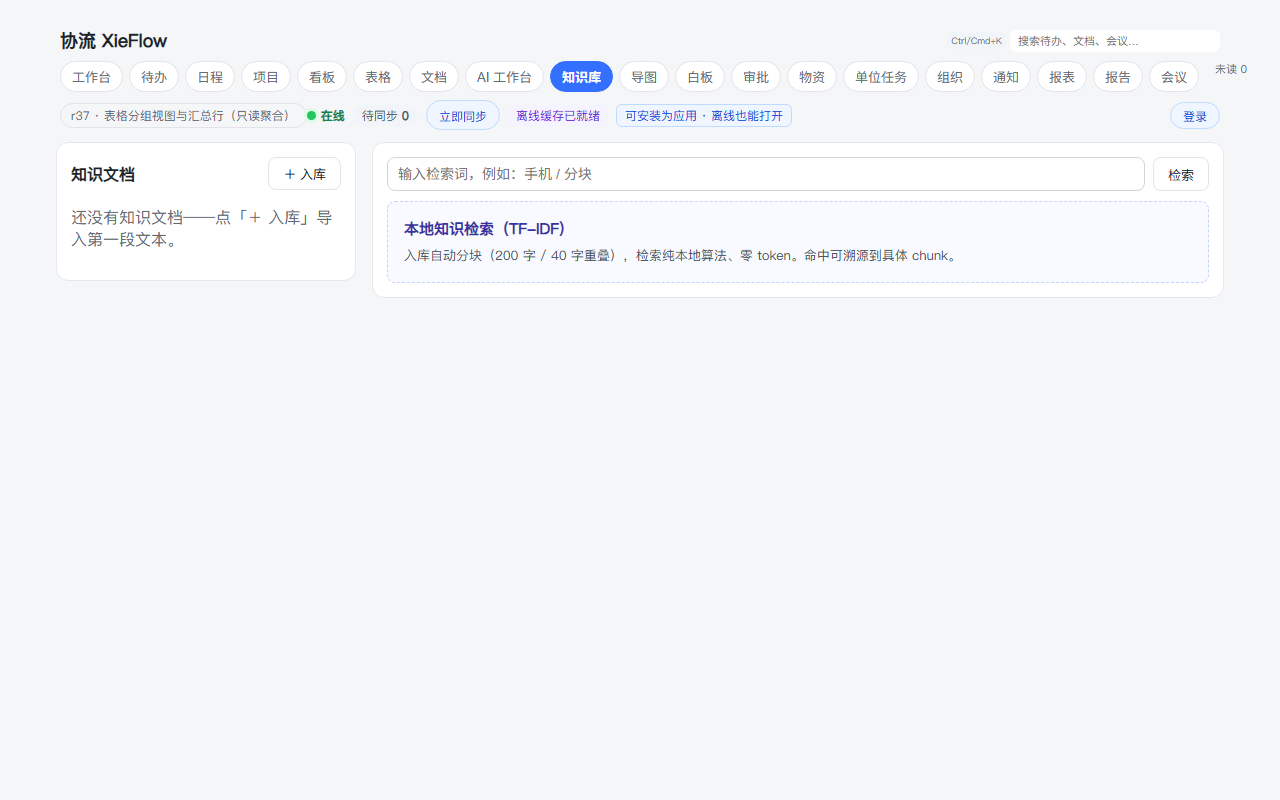 协流 XieFlow
Ctrl/Cmd+K 搜索待办、文档、会议…
工作台 待办 日程 项目 看板 表格 文档 AI 工作台 知识库 导图 白板 审批 物资 单位任务 组织 通知 报表 报告 会议 未读 0
r37 · 表格分组视图与汇总行（只读聚合） 在线 待同步 0 立即同步 离线缓存已就绪 可安装为应用 · 离线也能打开 登录
知识文档 ＋ 入库
还没有知识文档——点「＋ 入库」导
入第一段文本。
输入检索词，例如：手机 / 分块 检索
本地知识检索（TF-IDF）
入库自动分块（200 字 / 40 字重叠），检索纯本地算法、零 token。命中可溯源到具体 chunk。